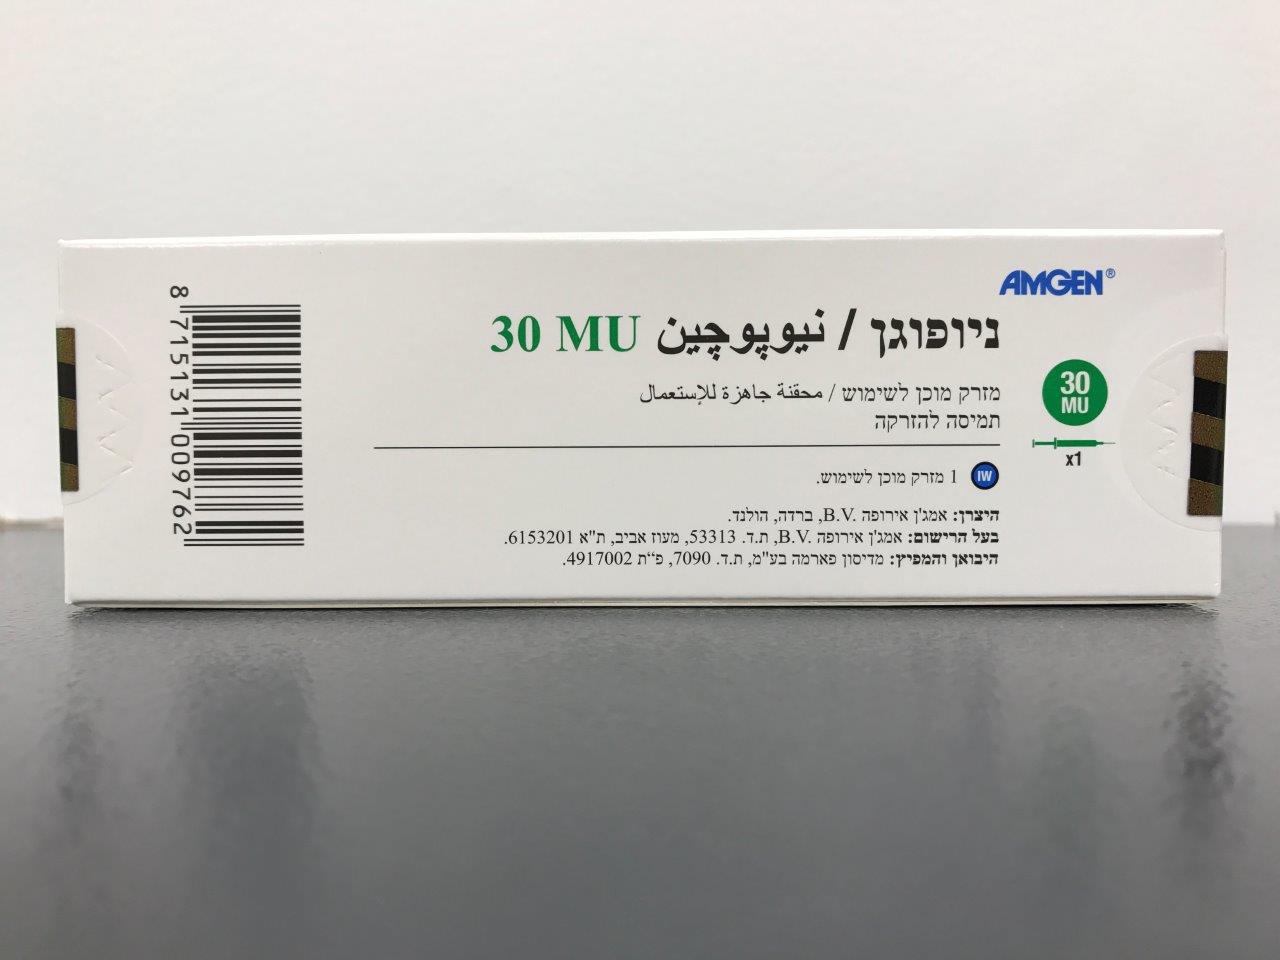 AMGEN®
ניופוגן / نيوپوچين 30 MU
מזרק מוכן לשימוש / محقنة جاهزة للإستعمال
תמיסה להזרקה
30
MU
x1
IW 1 מזרק מוכן לשימוש.
היצרן: אמג'ן אירופה B.V., ברדה, הולנד.
בעל הרישום: אמג'ן אירופה B.V., ת.ד. 53313, מעוז אביב, ת"א 6153201.
היבואן והמפיץ: מדיסון פארמה בע"מ, ת.ד. 7090, פ"ת 4917002.
8 715131 009762